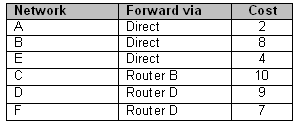 Network Forward via Cost
A Direct 2
B Direct 8
E Direct 4
C Router B 10
D Router D 9
F Router D 7